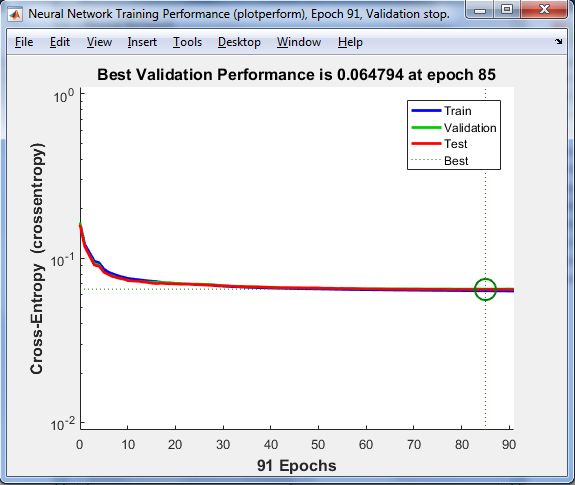 Neural Network Training Performance (plotperform), Epoch 91, Validation stop.
File Edit View Insert Tools Desktop Window Help
Best Validation Performance is 0.064794 at epoch 85
10^0
Train
Validation
Test
Best
Cross-Entropy (crossentropy)
10^-1
10^-2
0 10 20 30 40 50 60 70 80 90
91 Epochs